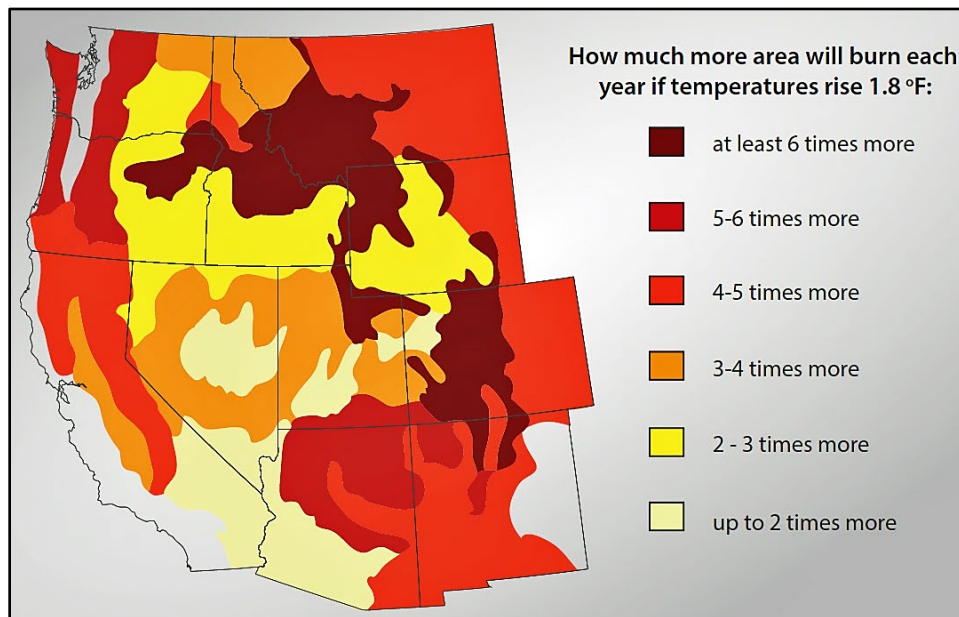 How much more area will burn each
year if temperatures rise 1.8 ºF:
at least 6 times more
5-6 times more
4-5 times more
3-4 times more
2 - 3 times more
up to 2 times more